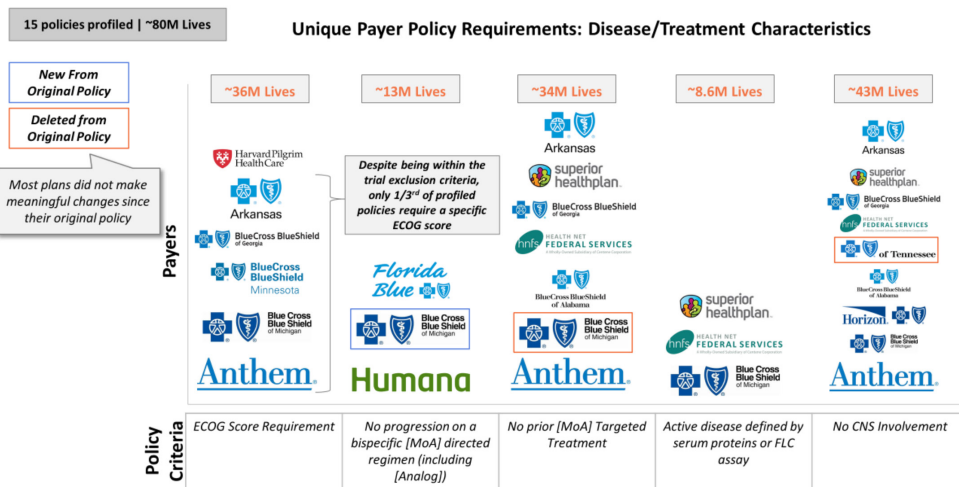 15 policies profiled | ~80M Lives
Unique Payer Policy Requirements: Disease/Treatment Characteristics
New From
Original Policy
Deleted from
Original Policy
Most plans did not make
meaningful changes since
their original policy
Payers
~36M Lives
Harvard Pilgrim
HealthCare
Arkansas
BlueCross BlueShield
of Georgia
BlueCross
BlueShield
Minnesota
Blue Cross
Blue Shield
of Michigan
Anthem
Despite being within the
trial exclusion criteria,
only 1/3rd of profiled
policies require a specific
ECOG score
~13M Lives
Florida
Blue
Blue Cross
Blue Shield
of Michigan
Humana
~34M Lives
Arkansas
superior
healthplan
BlueCross BlueShield
of Georgia
hnfs
HEALTH NET
FEDERAL SERVICES
BlueCross BlueShield
of Alabama
Blue Cross
Blue Shield
of Michigan
Anthem
~8.6M Lives
superior
healthplan
hnfs
HEALTH NET
FEDERAL SERVICES
Blue Cross
Blue Shield
of Michigan
~43M Lives
Arkansas
superior
healthplan
BlueCross BlueShield
of Georgia
hnfs
HEALTH NET
FEDERAL SERVICES
of Tennessee
BlueCross BlueShield
of Alabama
Horizon
Blue Cross
Blue Shield
of Michigan
Anthem
Policy
Criteria
ECOG Score Requirement
No progression on a
bispecific [MoA] directed
regimen (including
[Analog])
No prior [MoA] Targeted
Treatment
Active disease defined by
serum proteins or FLC
assay
No CNS Involvement